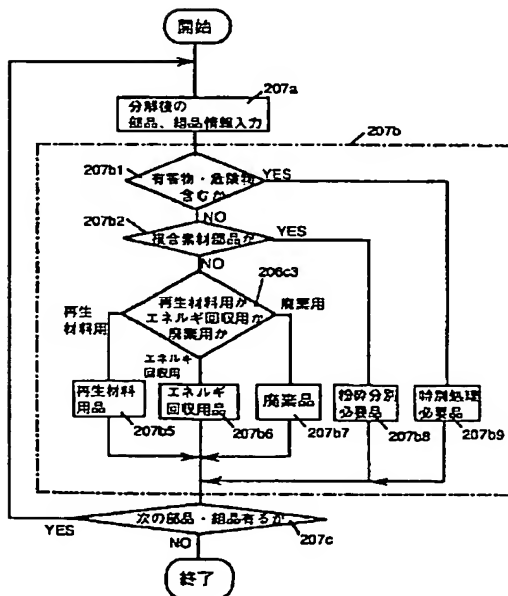 開始
207a
分解後の
部品、組品情報入力
207b
207b1
有害物・危険物
含むか
YES
NO
207b2
複合素材部品か
YES
NO
206c3
再生
材料用
再生材料用か
エネルギ回収用か
廃棄用か
廃棄用
エネルギ
回収用
再生材料
用品
207b5
エネルギ
回収用品
207b6
廃棄品
207b7
粉砕分別
必要品
207b8
特別処理
必要品
207b9
次の部品・組品有るか
YES
207c
NO
終了